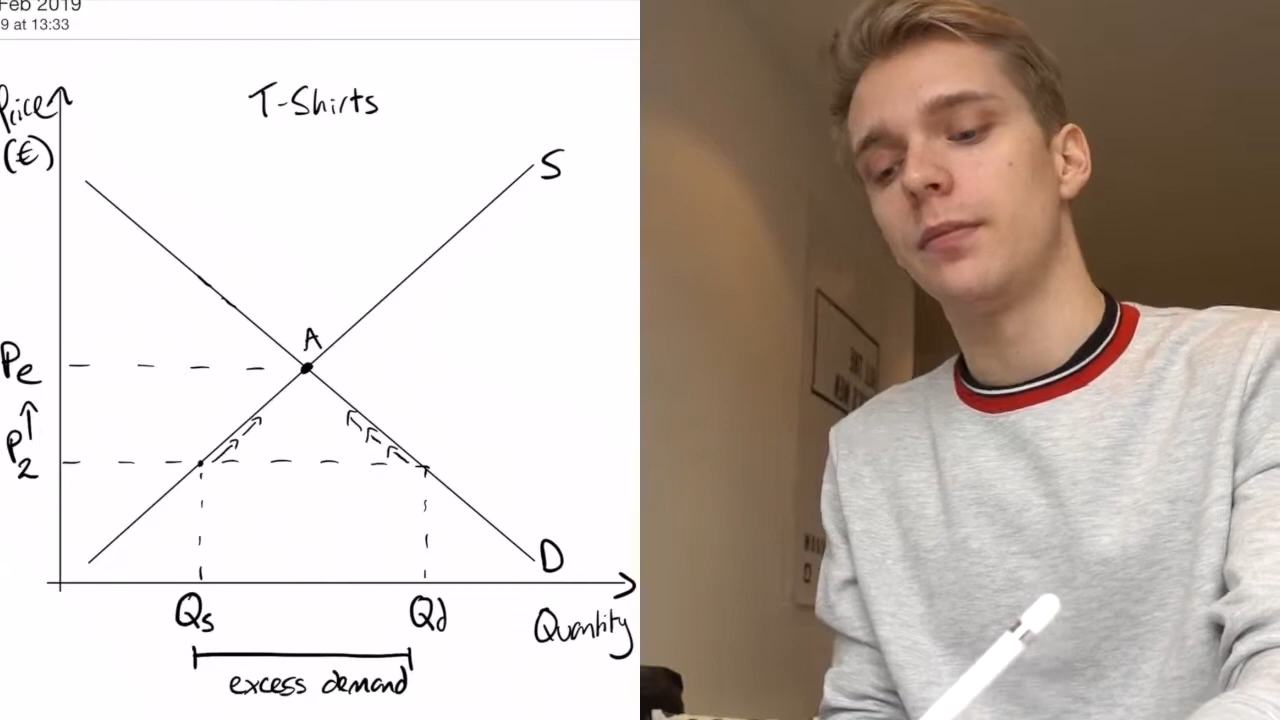 Feb 2019
9 at 13:33
Price
(€)
T-Shirts
S
A
Pe
P2
D
Qs
Qd
Quantity
excess demand